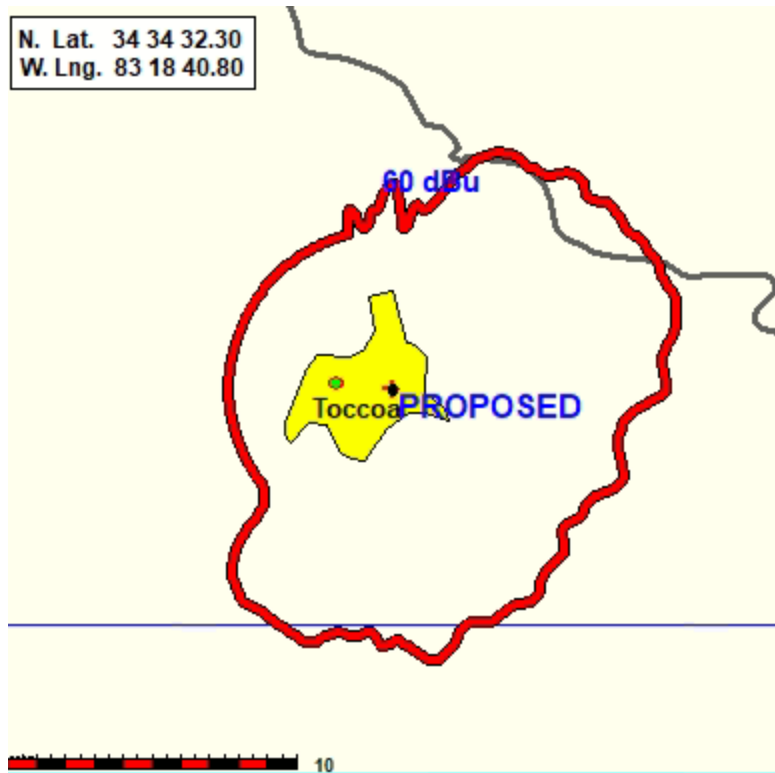 N. Lat. 34 34 32.30
W. Lng. 83 18 40.80
60 dBu
Toccoa
PROPOSED
10